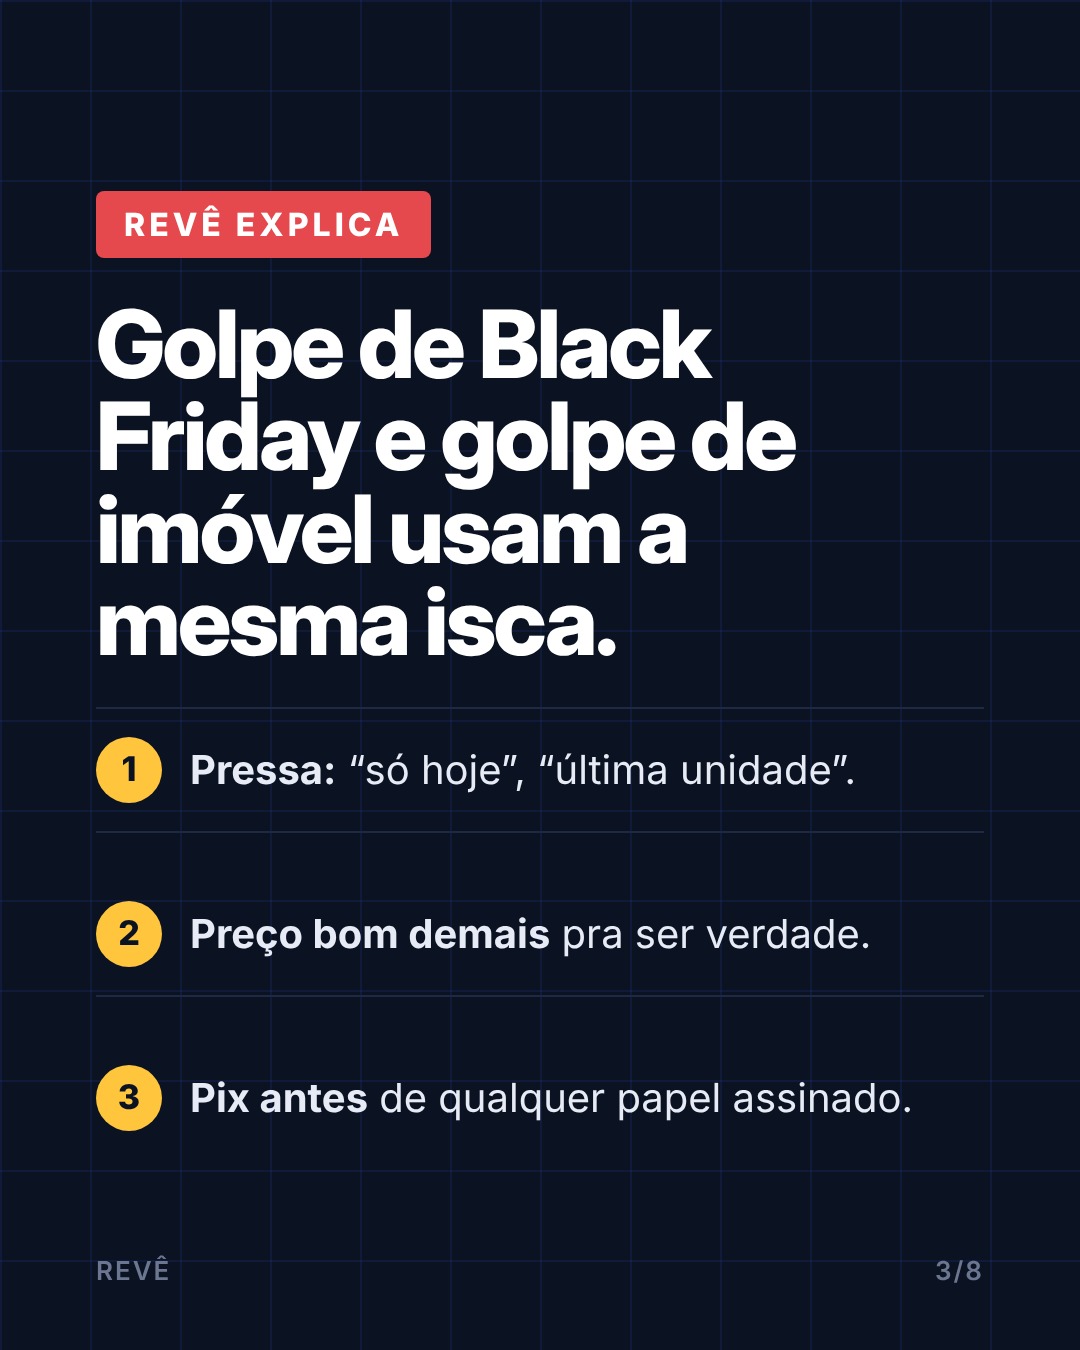 REVÊ EXPLICA
Golpe de Black
Friday e golpe de
imóvel usam a
mesma isca.
1 Pressa: “só hoje”, “última unidade”.
2 Preço bom demais pra ser verdade.
3 Pix antes de qualquer papel assinado.
REVÊ 3/8